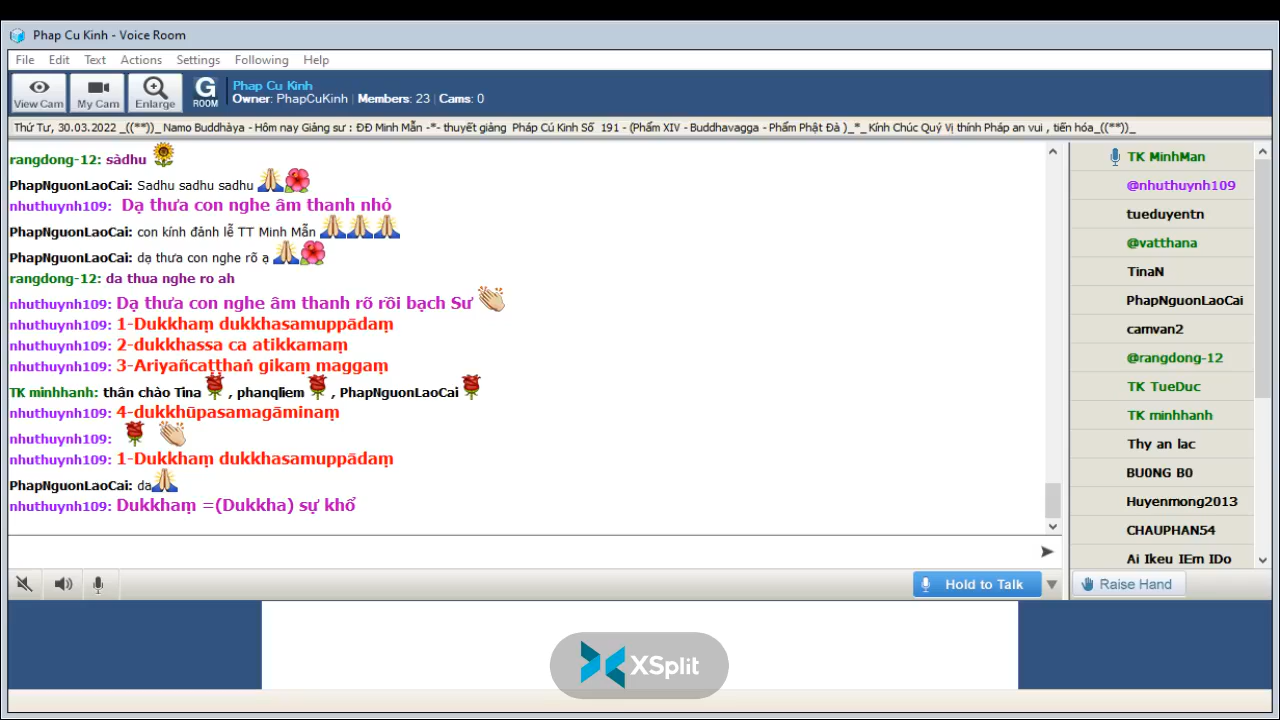 Phap Cu Kinh - Voice Room
File Edit Text Actions Settings Following Help
View Cam My Cam Enlarge G ROOM
Phap Cu Kinh
Owner: PhapCuKinh | Members: 23 | Cams: 0
Thứ Tư, 30.03.2022 _((**))_ Namo Buddhàya - Hôm nay Giảng sư : ĐĐ Minh Mẫn -*- thuyết giảng Pháp Cú Kinh Số 191 - (Phẩm XIV - Buddhavagga - Phẩm Phật Đà )_*_ Kính Chúc Quý Vị thính Pháp an vui , tiến hóa_((**))_
rangdong-12: sàdhu
PhapNguonLaoCai: Sadhu sadhu sadhu
nhuthuynh109: Dạ thưa con nghe âm thanh nhỏ
PhapNguonLaoCai: con kính đảnh lễ TT Minh Mẫn
PhapNguonLaoCai: dạ thưa con nghe rõ ạ
rangdong-12: da thua nghe ro ah
nhuthuynh109: Dạ thưa con nghe âm thanh rõ rồi bạch Sư
nhuthuynh109: 1-Dukkhaṃ dukkhasamuppādaṃ
nhuthuynh109: 2-dukkhassa ca atikkamaṃ
nhuthuynh109: 3-Ariyañcaṭṭhaṅ gikaṃ maggaṃ
TK minhhanh: thân chào Tina , phanqliem , PhapNguonLaoCai
nhuthuynh109: 4-dukkhūpasamagāminaṃ
nhuthuynh109:
nhuthuynh109: 1-Dukkhaṃ dukkhasamuppādaṃ
PhapNguonLaoCai: da
nhuthuynh109: Dukkhaṃ =(Dukkha) sự khổ
TK MinhMan
@nhuthuynh109
tueduyentn
@vatthana
TinaN
PhapNguonLaoCai
camvan2
@rangdong-12
TK TueDuc
TK minhhanh
Thy an lac
BU0NG B0
Huyenmong2013
CHAUPHAN54
Ai Ikeu IEm IDo
Hold to Talk
Raise Hand
XSplit